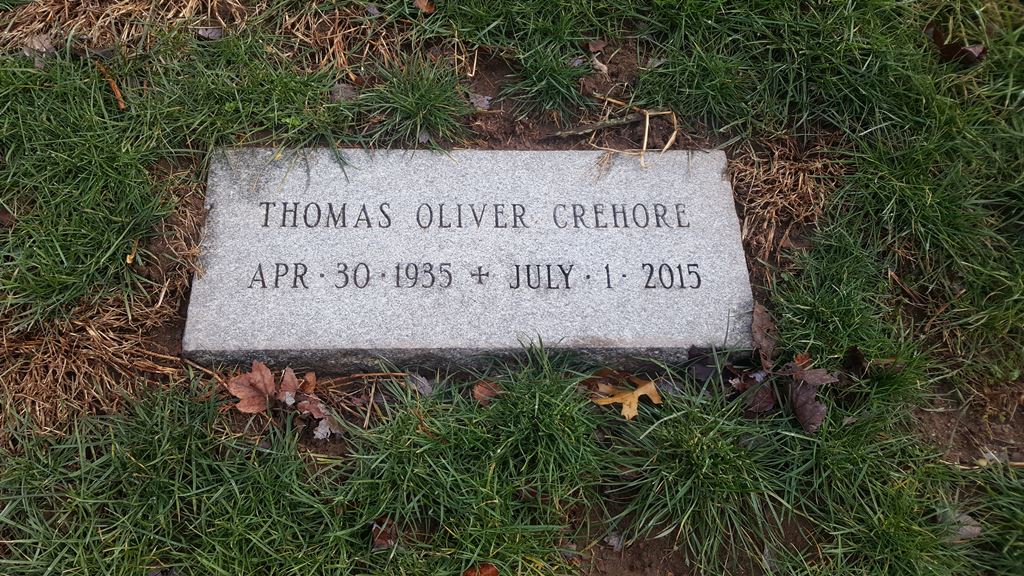 THOMAS OLIVER CREHORE
APR · 30 · 1935 + JULY · 1 · 2015